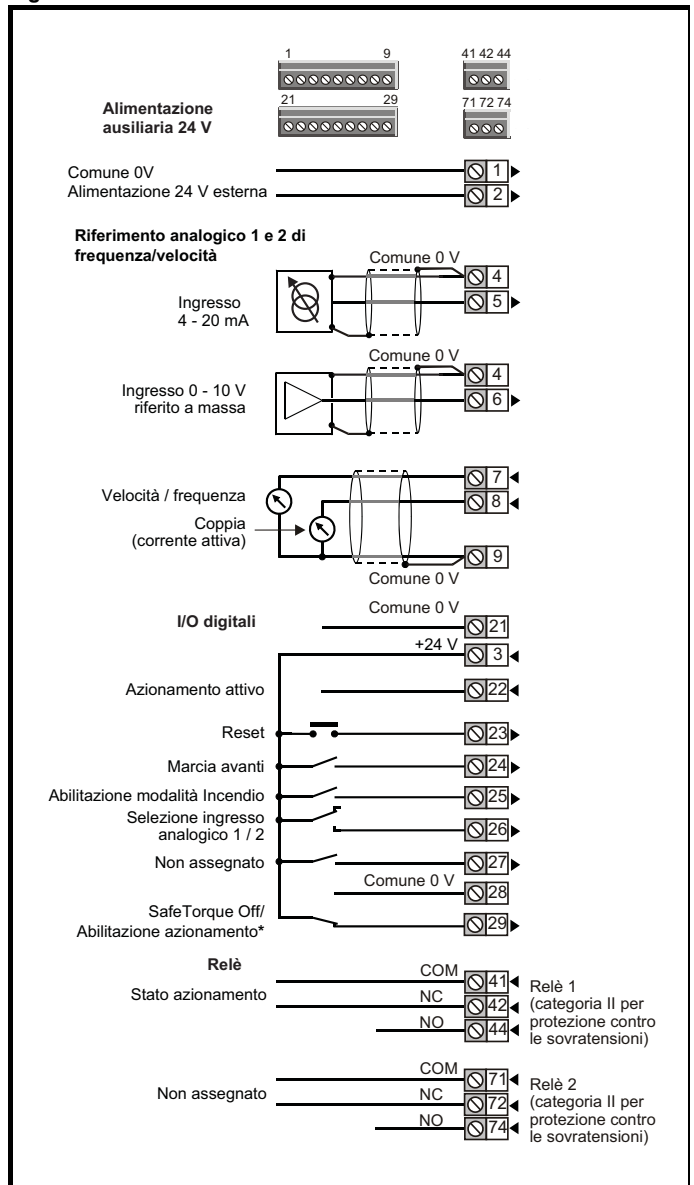 1 9 41 42 44
21 29 71 72 74
Alimentazione
ausiliaria 24 V
Comune 0V
1
Alimentazione 24 V esterna
2
Riferimento analogico 1 e 2 di
frequenza/velocità
Comune 0 V
4
Ingresso
4 - 20 mA
5
Comune 0 V
4
Ingresso 0 - 10 V
riferito a massa
6
7
Velocità / frequenza
8
Coppia
(corrente attiva)
9
Comune 0 V
I/O digitali
Comune 0 V
21
+24 V
3
Azionamento attivo
22
Reset
23
Marcia avanti
24
Abilitazione modalità Incendio
25
Selezione ingresso
analogico 1 / 2
26
Non assegnato
27
Comune 0 V
28
SafeTorque Off/
Abilitazione azionamento*
29
Relè
Stato azionamento
COM
41
NC
42
NO
44
Relè 1
(categoria II per
protezione contro
le sovratensioni)
Non assegnato
COM
71
NC
72
NO
74
Relè 2
(categoria II per
protezione contro
le sovratensioni)